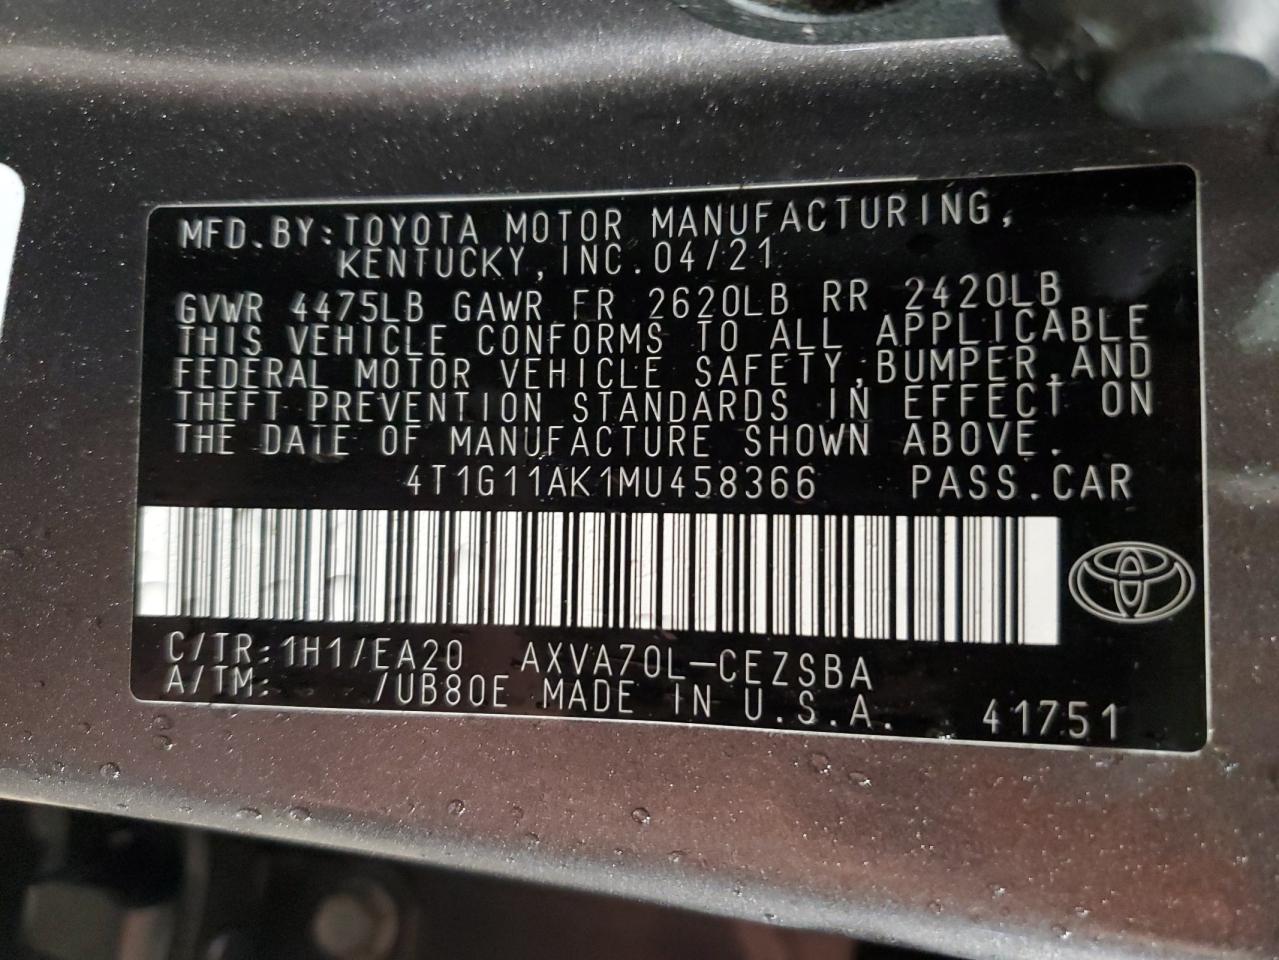 MFD.BY:TOYOTA MOTOR MANUFACTURING,
KENTUCKY,INC.04/21
GVWR 4475LB GAWR FR 2620LB RR 2420LB
THIS VEHICLE CONFORMS TO ALL APPLICABLE
FEDERAL MOTOR VEHICLE SAFETY,BUMPER,AND
THEFT PREVENTION STANDARDS IN EFFECT ON
THE DATE OF MANUFACTURE SHOWN ABOVE.
4T1G11AK1MU458366 PASS.CAR
C/TR:1H1/EA20 AXVA70L-CEZSBA
A/TM: /UB80E MADE IN U.S.A. 41751